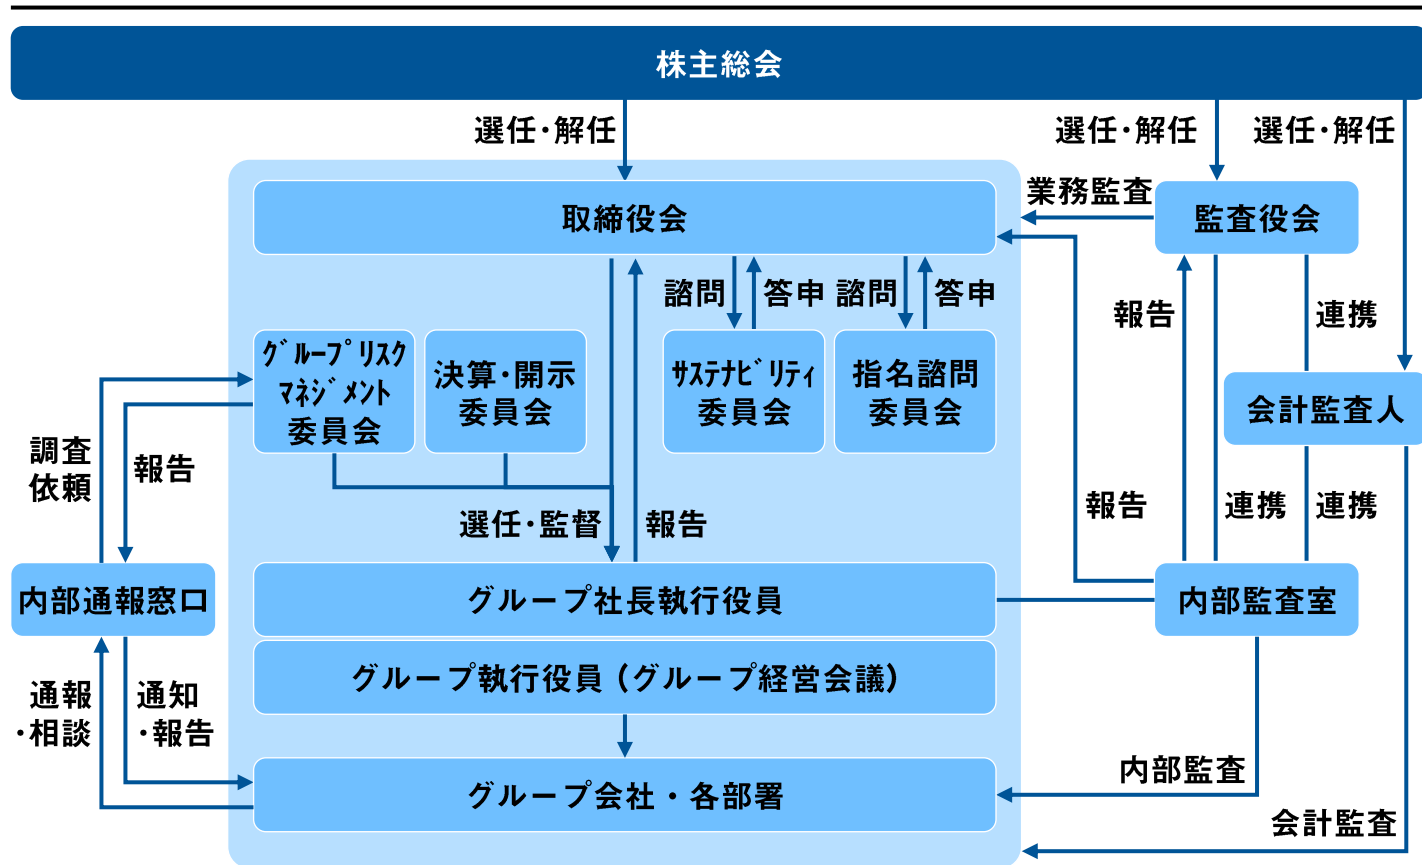 株主総会
選任・解任
選任・解任
選任・解任
業務監査
取締役会
監査役会
諮問
答申
諮問
答申
報告
連携
グループリスク
マネジメント
委員会
決算・開示
委員会
サステナビリティ
委員会
指名諮問
委員会
会計監査人
調査
依頼
報告
選任・監督
報告
報告
連携
連携
内部通報窓口
グループ社長執行役員
内部監査室
グループ執行役員(グループ経営会議)
通報
・相談
通知
・報告
内部監査
グループ会社・各部署
会計監査